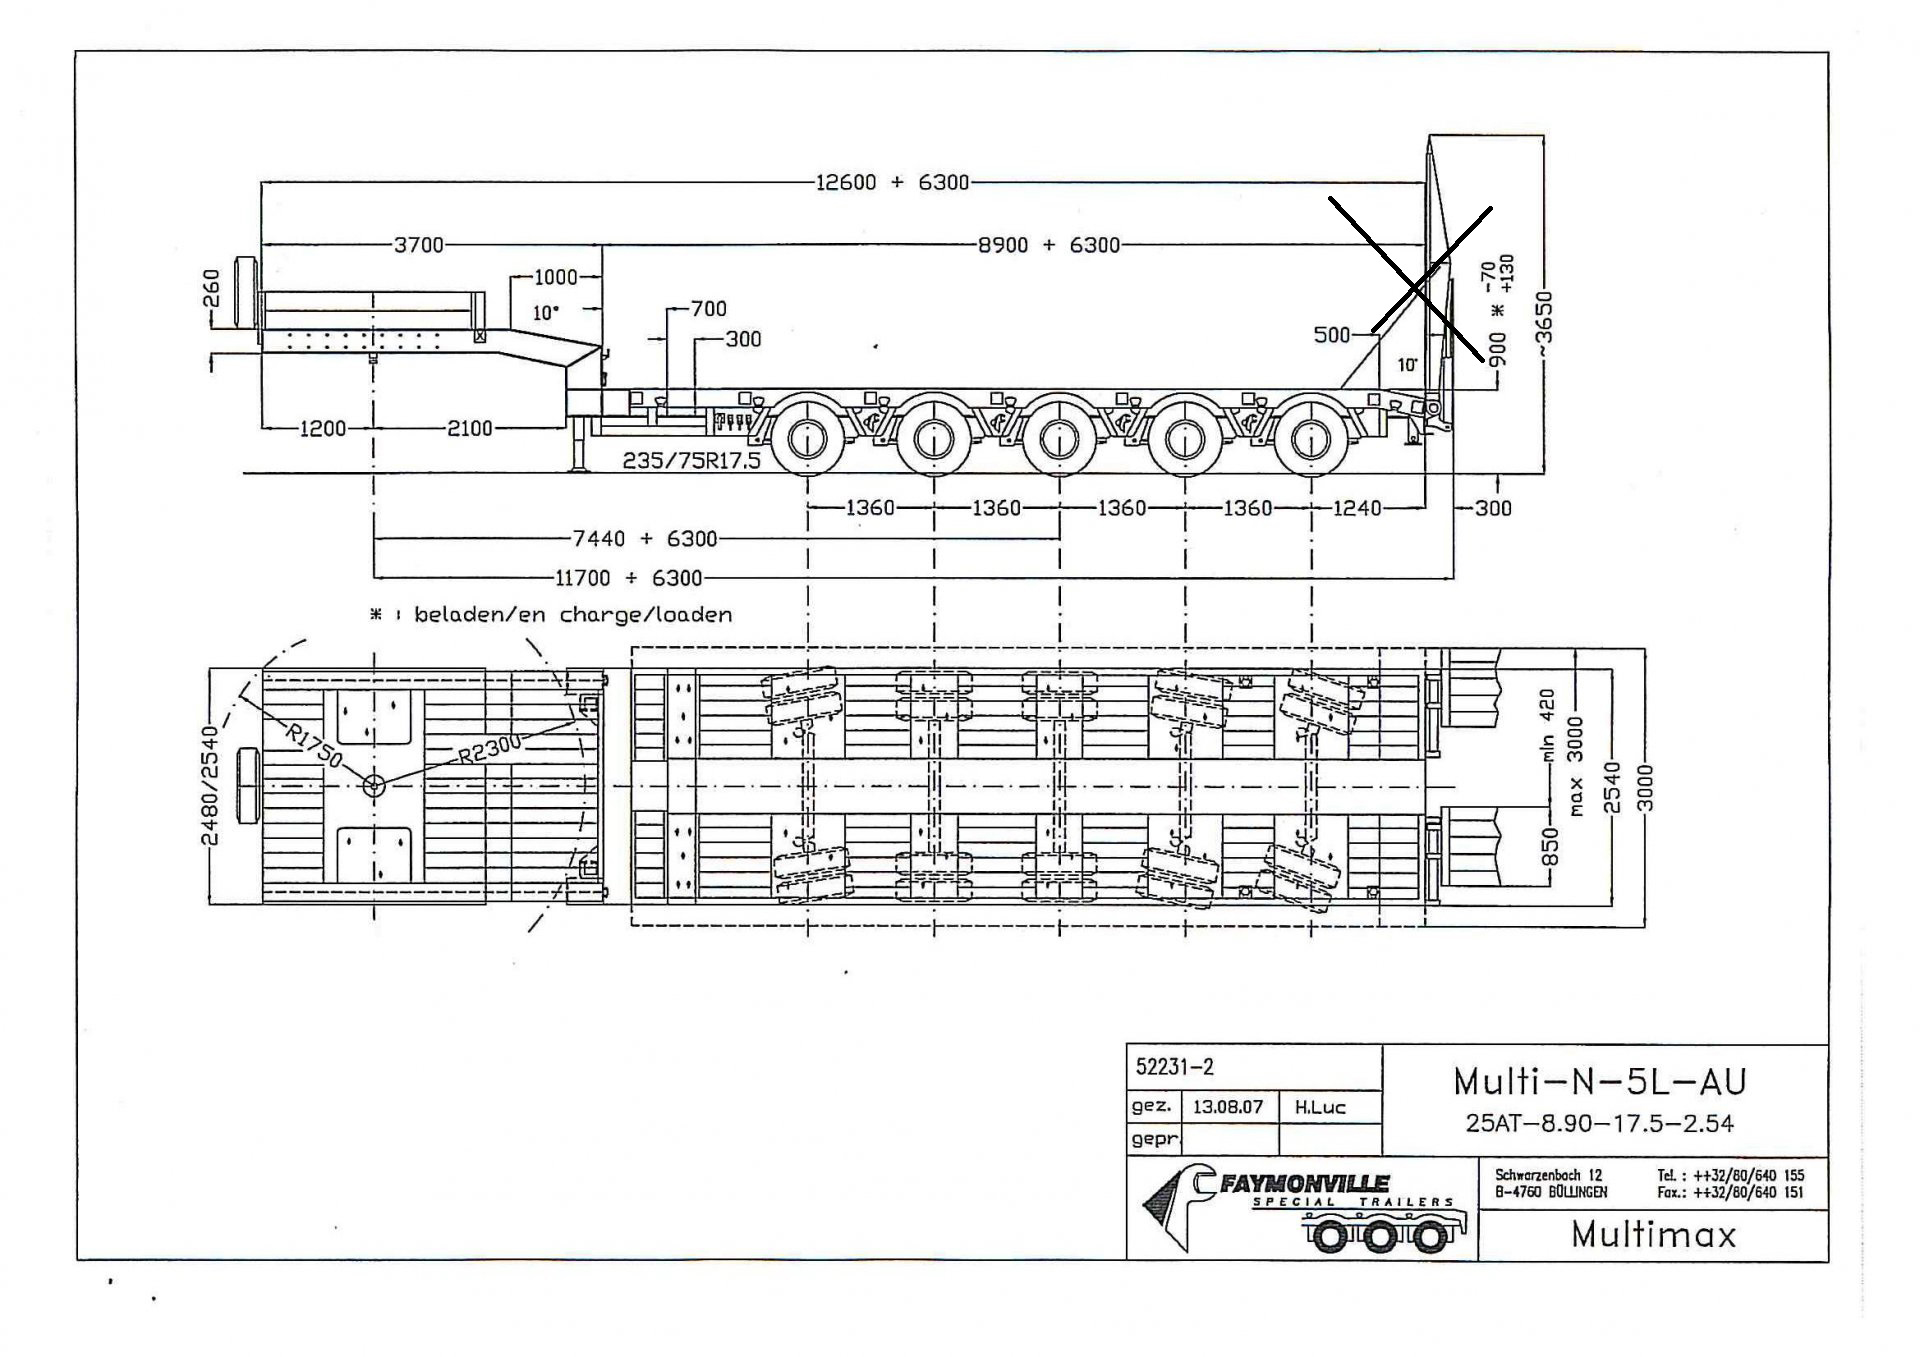 12600 + 6300
3700
8900 + 6300
1000
10°
260
700
300
500
10°
900 * -70 +130
~3650
1200
2100
235/75R17.5
1360
1360
1360
1360
1240
300
7440 + 6300
11700 + 6300
* : beladen/en charge/loaden
2480/2540
R1750
R2300
min 420
max 3000
850
2540
3000
52231-2
gez. 13.08.07 H.Luc
gepr.
Multi-N-5L-AU
25AT-8.90-17.5-2.54
FAYMONVILLE
SPECIAL TRAILERS
Schwarzenbach 12 Tel. : ++32/80/640 155
B-4760 BÜLLINGEN Fax.: ++32/80/640 151
Multimax